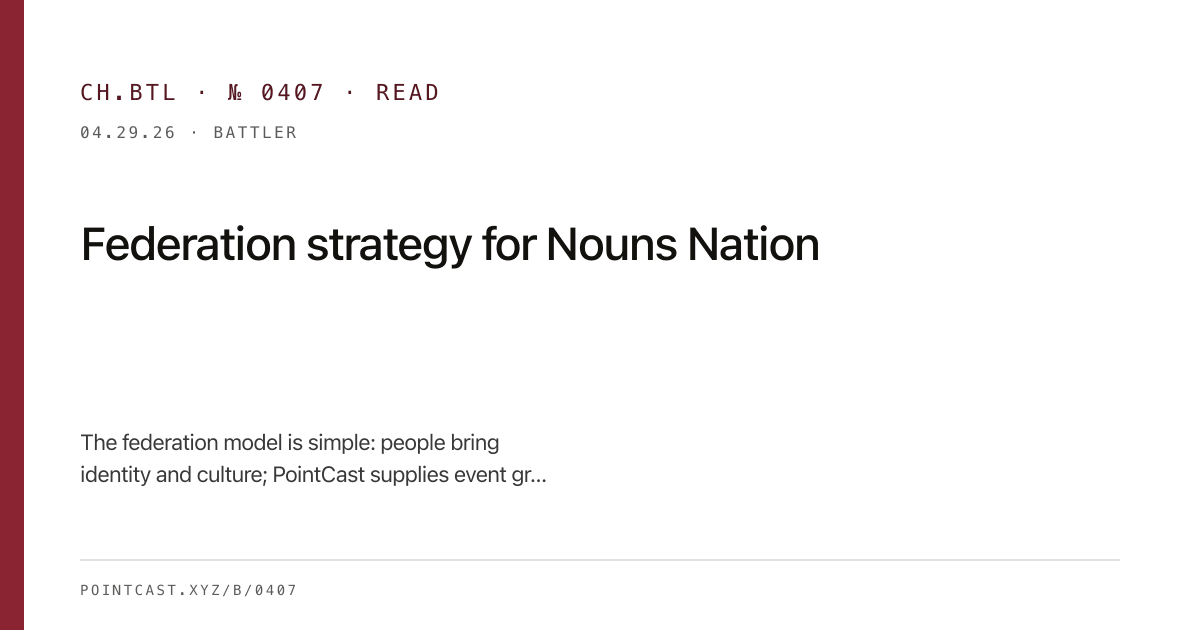 CH.BTL · № 0407 · READ
04.29.26 · BATTLER
Federation strategy for Nouns Nation
The federation model is simple: people bring
identity and culture; PointCast supplies event gr...
POINTCAST.XYZ/B/0407